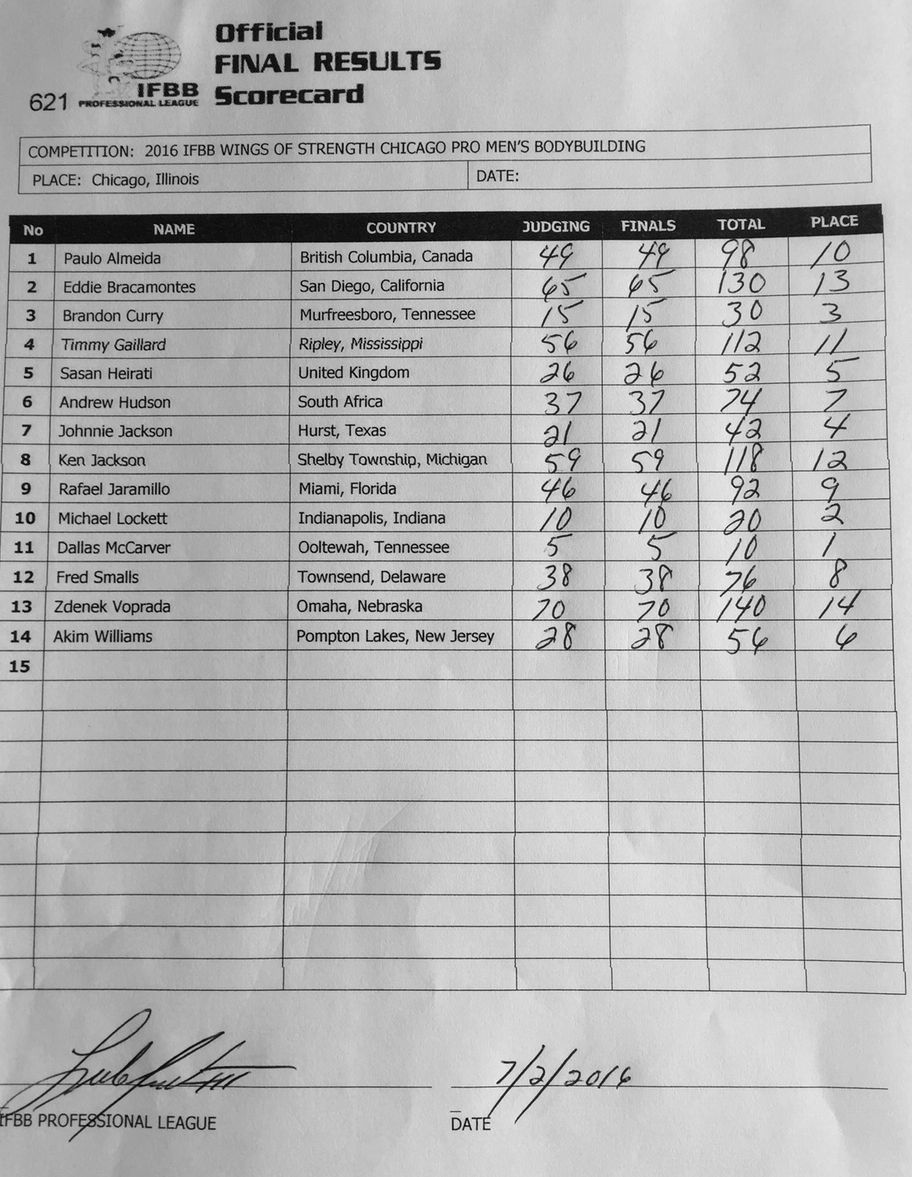 Official
FINAL RESULTS
Scorecard
621
IFBB
PROFESSIONAL LEAGUE
COMPETITION: 2016 IFBB WINGS OF STRENGTH CHICAGO PRO MEN'S BODYBUILDING
PLACE: Chicago, Illinois DATE:
No NAME COUNTRY JUDGING FINALS TOTAL PLACE
1 Paulo Almeida British Columbia, Canada 49 49 98 10
2 Eddie Bracamontes San Diego, California 65 65 130 13
3 Brandon Curry Murfreesboro, Tennessee 15 15 30 3
4 Timmy Gaillard Ripley, Mississippi 56 56 112 11
5 Sasan Heirati United Kingdom 26 26 52 5
6 Andrew Hudson South Africa 37 37 74 7
7 Johnnie Jackson Hurst, Texas 21 21 42 4
8 Ken Jackson Shelby Township, Michigan 59 59 118 12
9 Rafael Jaramillo Miami, Florida 46 46 92 9
10 Michael Lockett Indianapolis, Indiana 10 10 20 2
11 Dallas McCarver Ooltewah, Tennessee 5 5 10 1
12 Fred Smalls Townsend, Delaware 38 38 76 8
13 Zdenek Voprada Omaha, Nebraska 70 70 140 14
14 Akim Williams Pompton Lakes, New Jersey 28 28 56 6
15
7/2/2016
IFBB PROFESSIONAL LEAGUE DATE